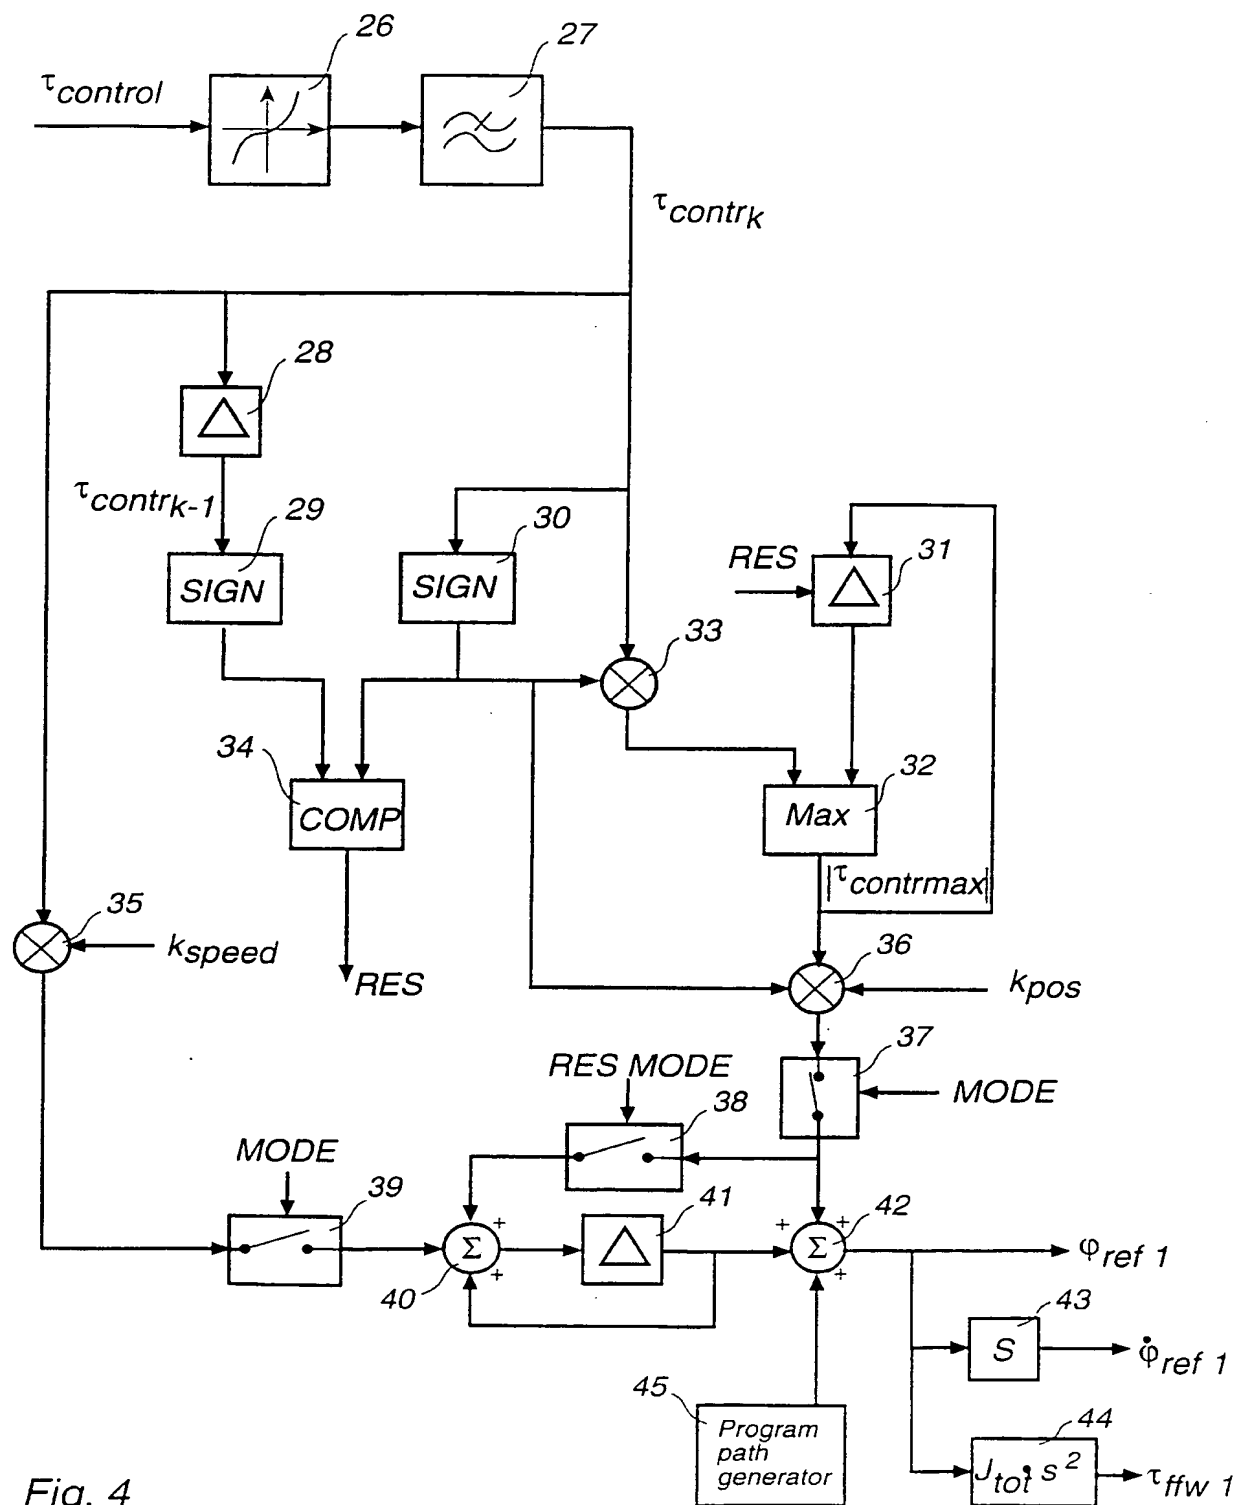 26
27
τcontrol
τcontrk
28
τcontrk-1
29
30
31
SIGN
SIGN
RES
33
34
32
COMP
Max
|τcontrmax|
35
kspeed
RES
36
kpos
37
RES MODE
38
MODE
MODE
39
41
42
+
+
+
Σ
Σ
+
+
40
φref 1
43
S
φ̇ref 1
45
Program
path
generator
44
Jtot · s2
τffw 1
Fig. 4